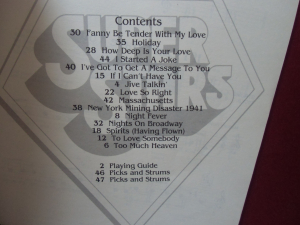 Contents
30 Fanny Be Tender With My Love
35 Holiday
28 How Deep Is Your Love
44 I Started A Joke
40 I've Got To Get A Message To You
15 If I Can't Have You
4 Jive Talkin'
22 Love So Right
42 Massachusetts
38 New York Mining Disaster 1941
8 Night Fever
32 Nights On Broadway
18 Spirits (Having Flown)
12 To Love Somebody
6 Too Much Heaven
2 Playing Guide
46 Picks and Strums
47 Picks and Strums